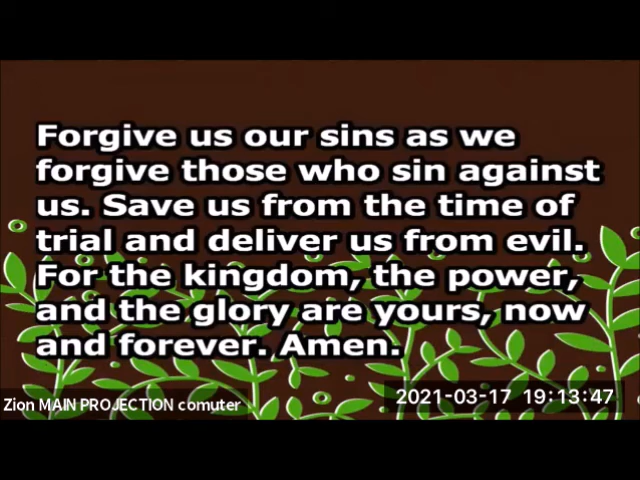 Forgive us our sins as we
forgive those who sin against
us. Save us from the time of
trial and deliver us from evil.
For the kingdom, the power,
and the glory are yours, now
and forever. Amen.
Zion MAIN PROJECTION comuter
2021-03-17 19:13:47